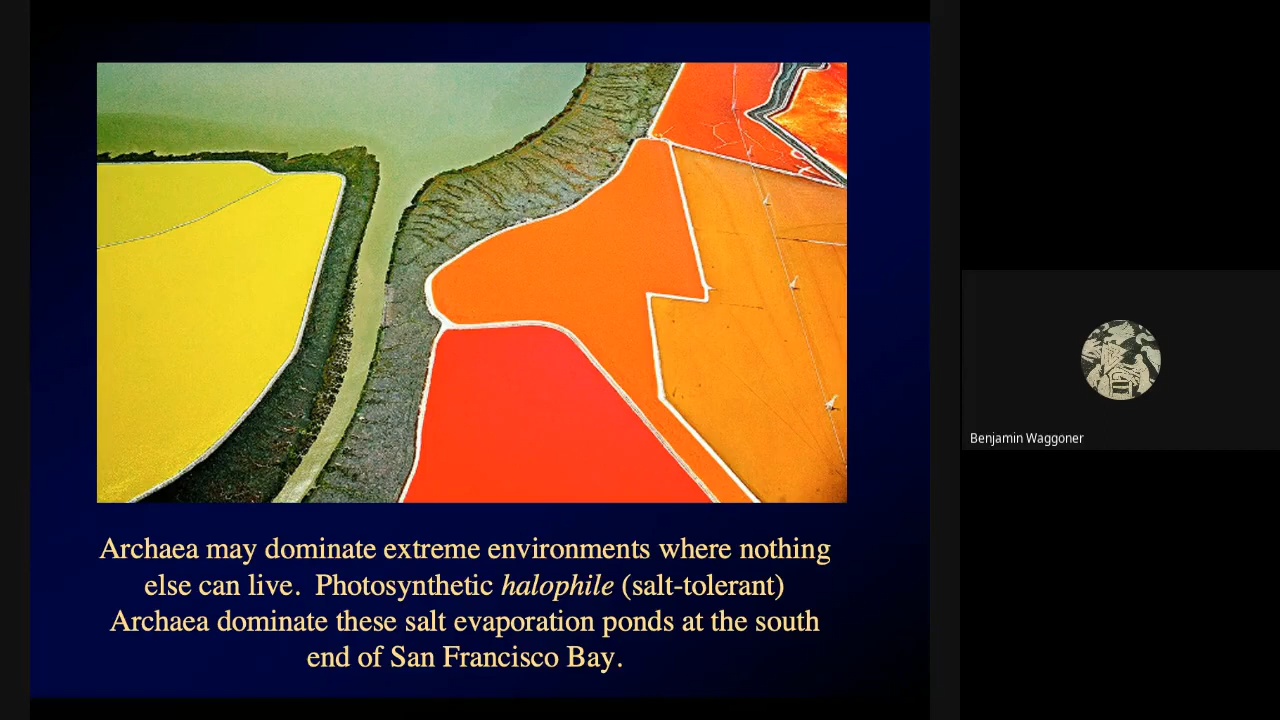 Archaea may dominate extreme environments where nothing
else can live.  Photosynthetic halophile (salt-tolerant)
Archaea dominate these salt evaporation ponds at the south
end of San Francisco Bay.
Benjamin Waggoner